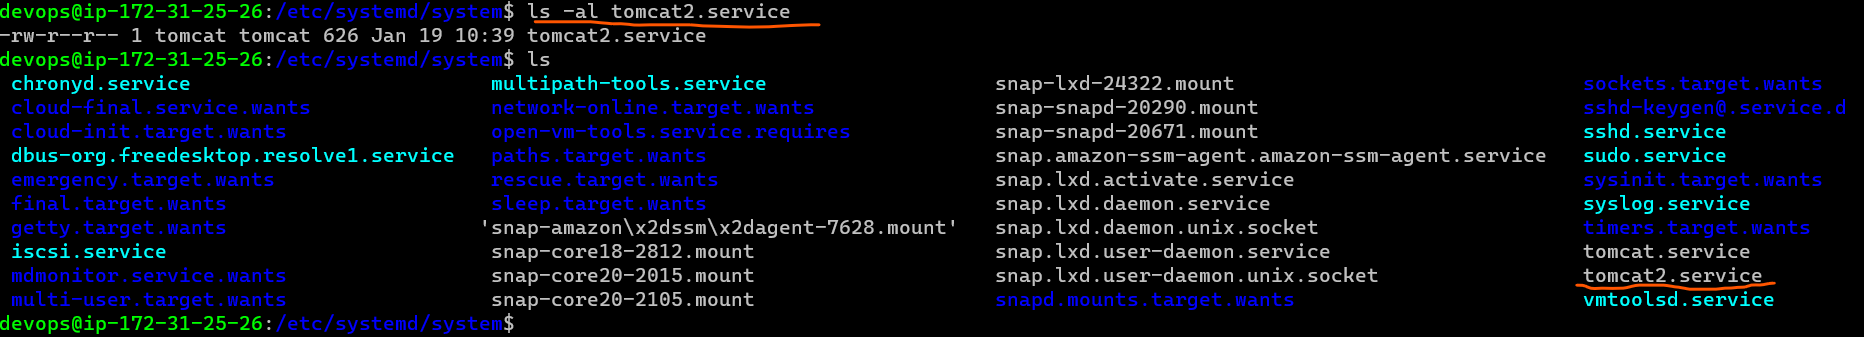 devops@ip-172-31-25-26:/etc/systemd/system$ ls -al tomcat2.service
-rw-r--r-- 1 tomcat tomcat 626 Jan 19 10:39 tomcat2.service
devops@ip-172-31-25-26:/etc/systemd/system$ ls
chronyd.service multipath-tools.service snap-lxd-24322.mount sockets.target.wants
cloud-final.service.wants network-online.target.wants snap-snapd-20290.mount sshd-keygen@.service.d
cloud-init.target.wants open-vm-tools.service.requires snap-snapd-20671.mount sshd.service
dbus-org.freedesktop.resolve1.service paths.target.wants snap.amazon-ssm-agent.amazon-ssm-agent.service sudo.service
emergency.target.wants rescue.target.wants snap.lxd.activate.service sysinit.target.wants
final.target.wants sleep.target.wants snap.lxd.daemon.service syslog.service
getty.target.wants 'snap-amazon\x2dssm\x2dagent-7628.mount' snap.lxd.daemon.unix.socket timers.target.wants
iscsi.service snap-core18-2812.mount snap.lxd.user-daemon.service tomcat.service
mdmonitor.service.wants snap-core20-2015.mount snap.lxd.user-daemon.unix.socket tomcat2.service
multi-user.target.wants snap-core20-2105.mount snapd.mounts.target.wants vmtoolsd.service
devops@ip-172-31-25-26:/etc/systemd/system$